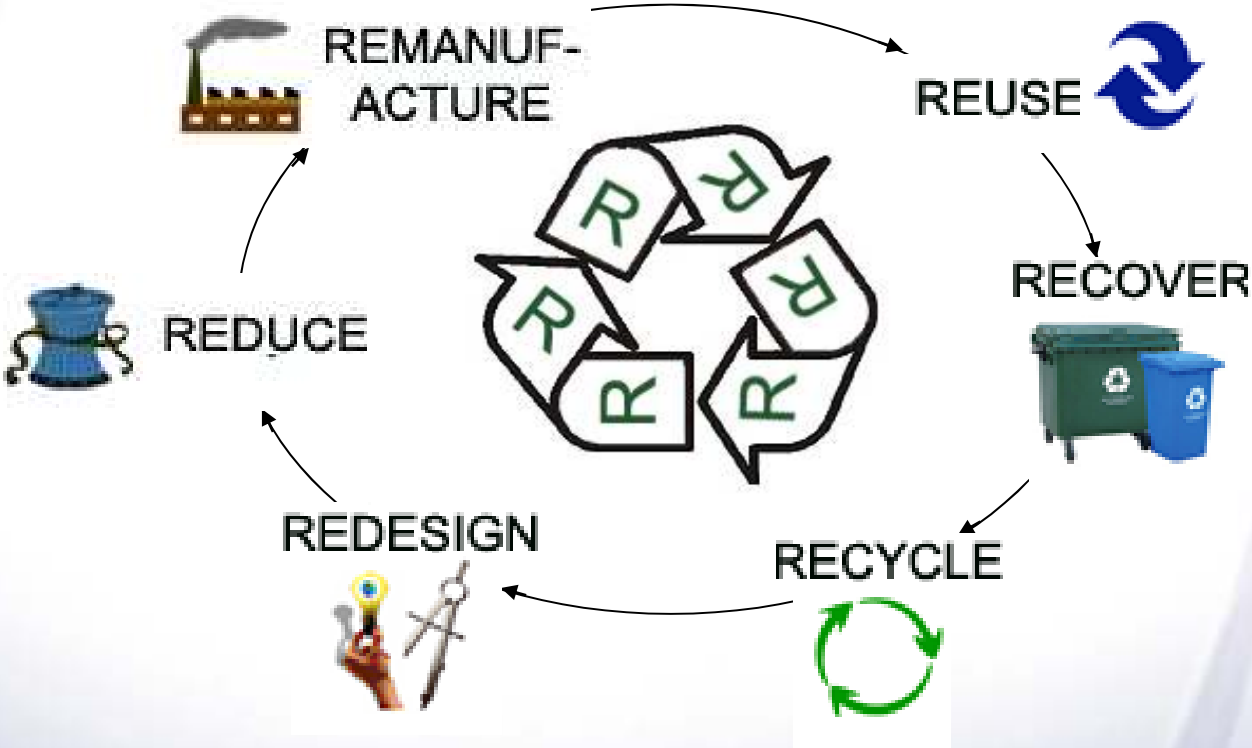 REMANUF-
ACTURE
REUSE
RECOVER
RECYCLE
REDESIGN
REDUCE
R
R
R
R
R
R